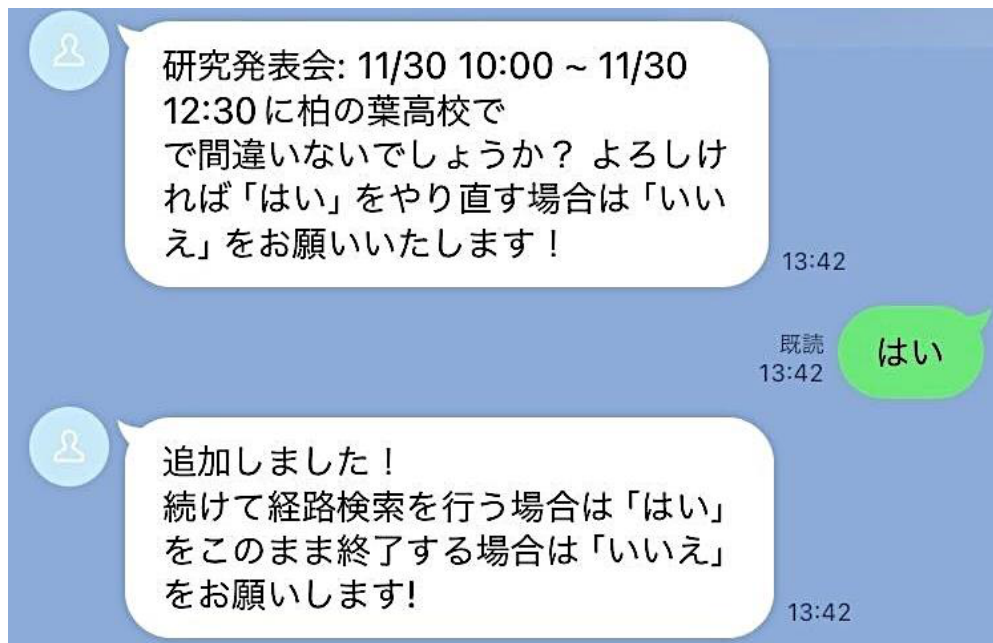 研究発表会: 11/30 10:00 ~ 11/30
12:30に柏の葉高校で
で間違いないでしょうか？ よろしけ
れば「はい」をやり直す場合は「いい
え」をお願いいたします！
13:42
既読
13:42
はい
追加しました！
続けて経路検索を行う場合は「はい」
をこのまま終了する場合は「いいえ」
をお願いします!
13:42